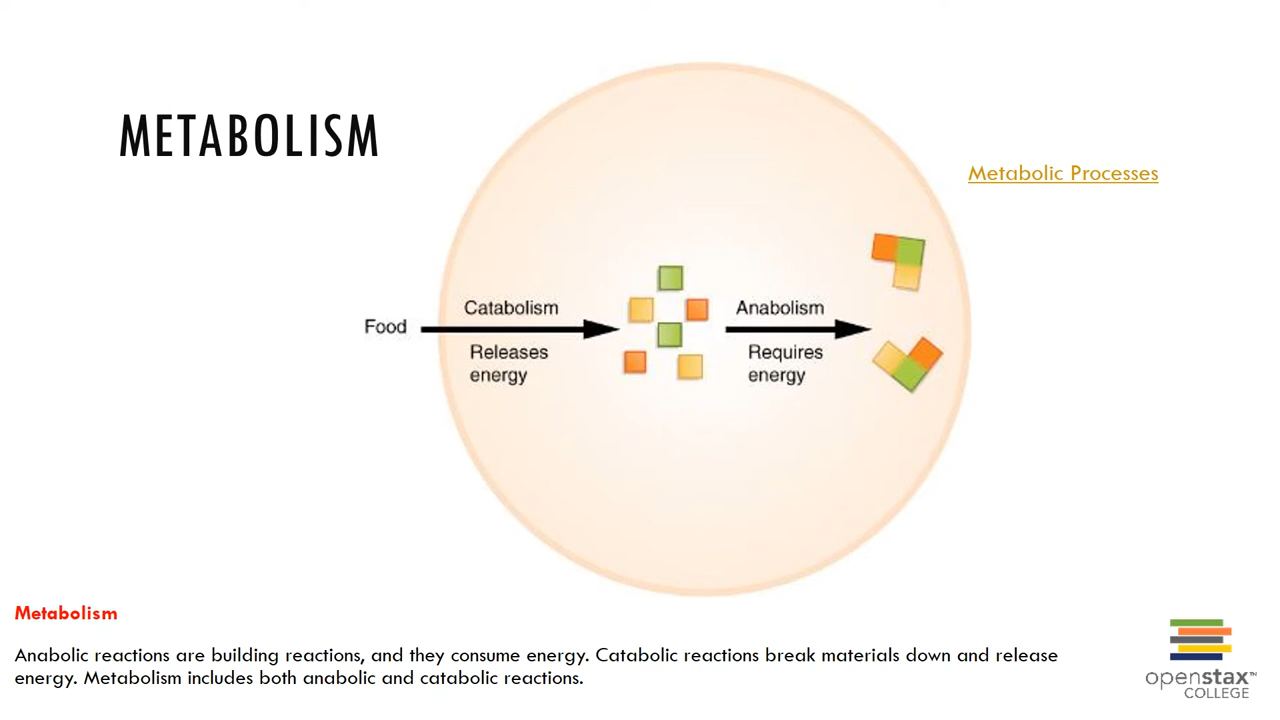 METABOLISM
Metabolic Processes
Food
Catabolism
Releases
energy
Anabolism
Requires
energy
Metabolism
Anabolic reactions are building reactions, and they consume energy. Catabolic reactions break materials down and release
energy. Metabolism includes both anabolic and catabolic reactions.
openstax™
COLLEGE